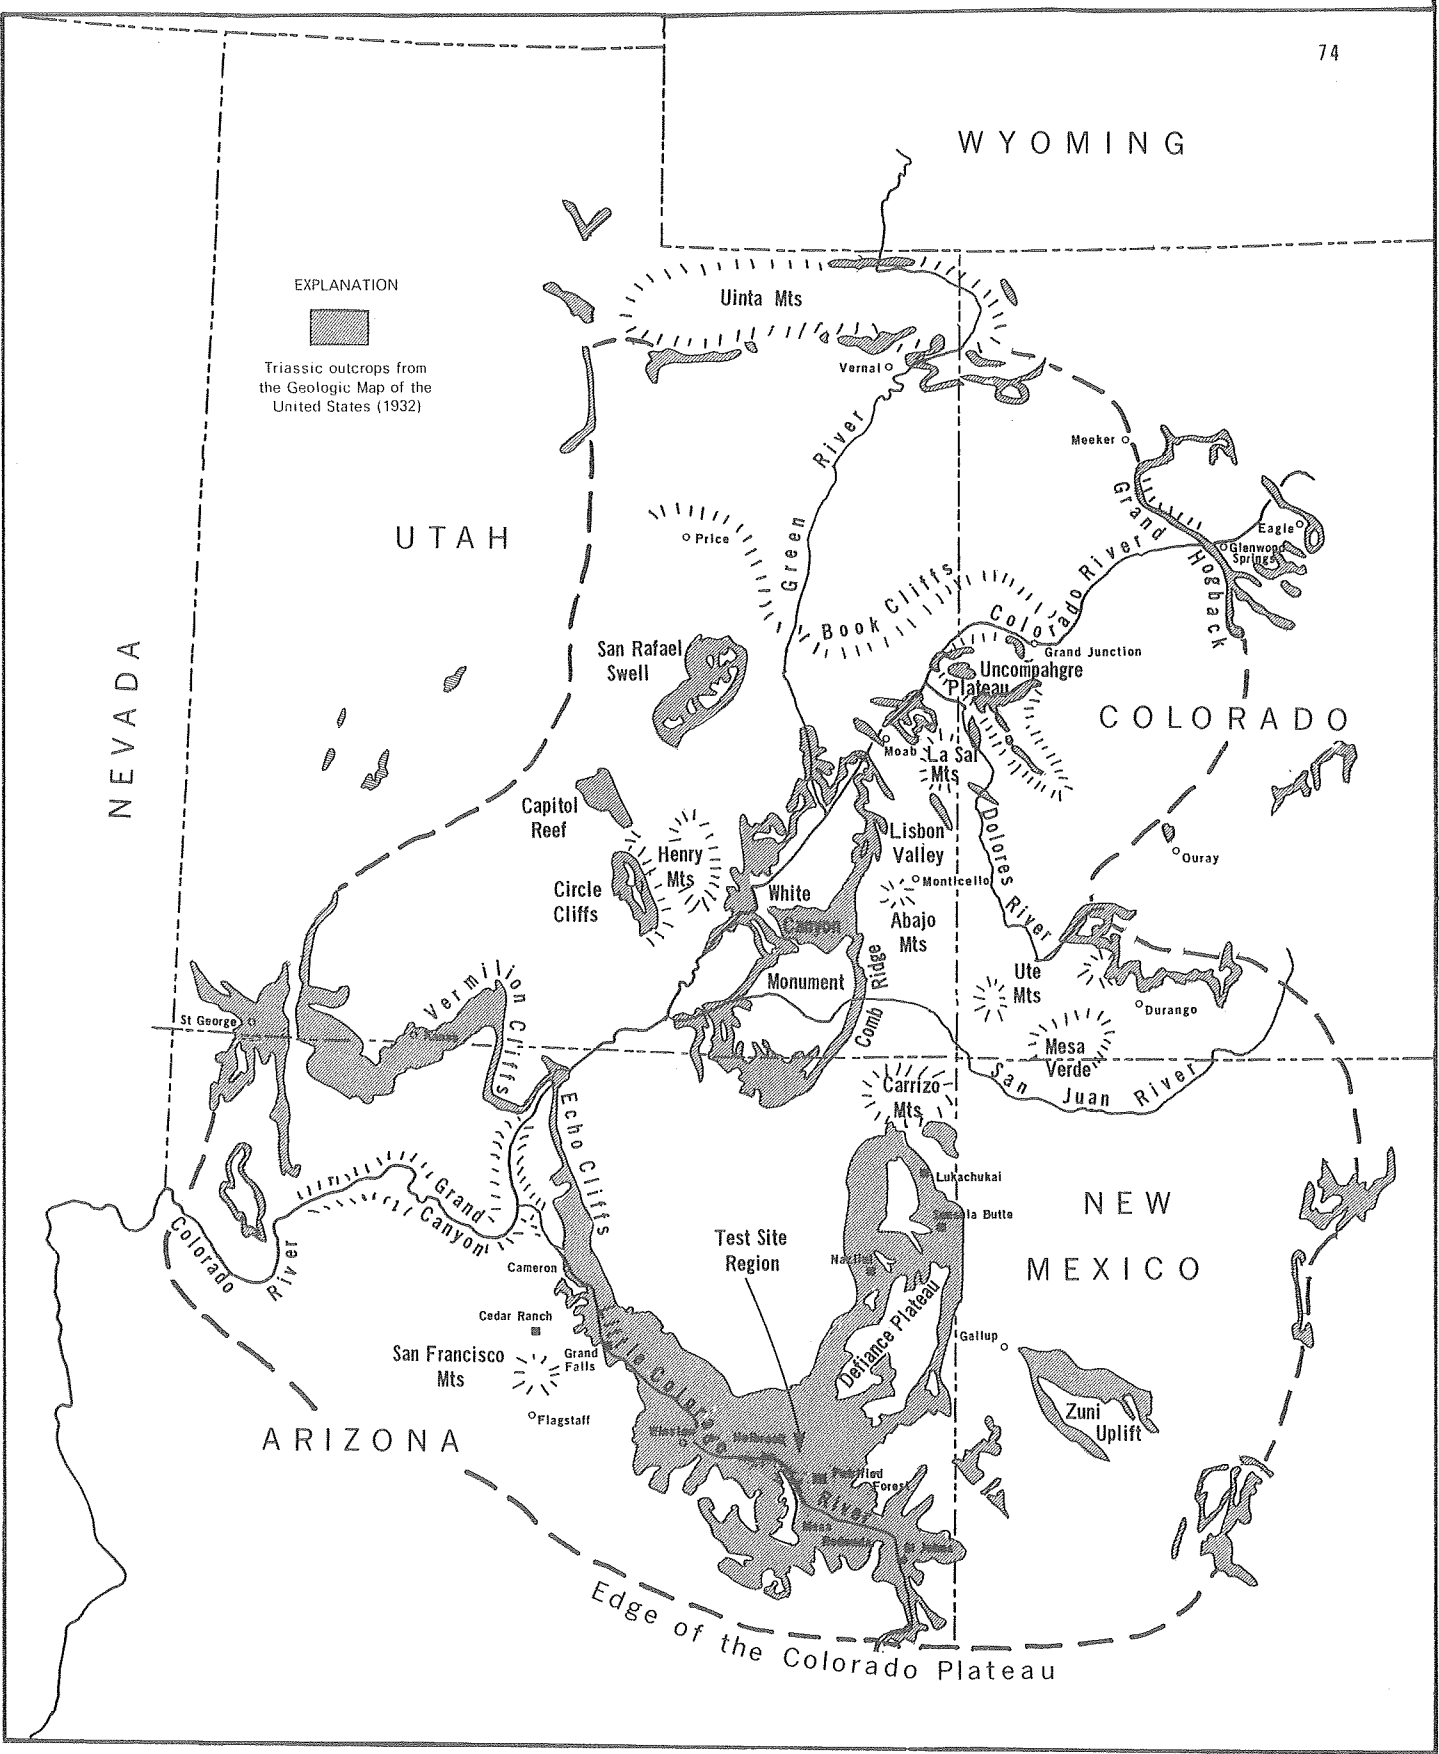 74
WYOMING
EXPLANATION
Triassic outcrops from
the Geologic Map of the
United States (1932)
Uinta Mts
Vernal
Green River
Meeker
Grand Hogback
Eagle
Glenwood
Springs
UTAH
Price
Book Cliffs
Colorado River
Grand Junction
San Rafael
Swell
Uncompahgre
Plateau
NEVADA
COLORADO
Moab
La Sal
Mts
Capitol
Reef
Henry
Mts
Lisbon
Valley
Dolores River
Ouray
Circle
Cliffs
White
Canyon
Monticello
Abajo
Mts
Vermilion Cliffs
Monument
Comb Ridge
Ute
Mts
Durango
St George
Kanab
Mesa
Verde
San Juan River
Carrizo
Mts
Echo Cliffs
Lukachukai
NEW
MEXICO
Grand
Canyon
Colorado River
Test Site
Region
Nazlini
Cameron
Defiance Plateau
Cedar Ranch
Grand
Falls
Little Colorado River
Gallup
San Francisco
Mts
Flagstaff
Zuni
Uplift
ARIZONA
Winslow
Holbrook
Petrified
Forest
Mesa
Redondo
St Johns
Edge of the Colorado Plateau